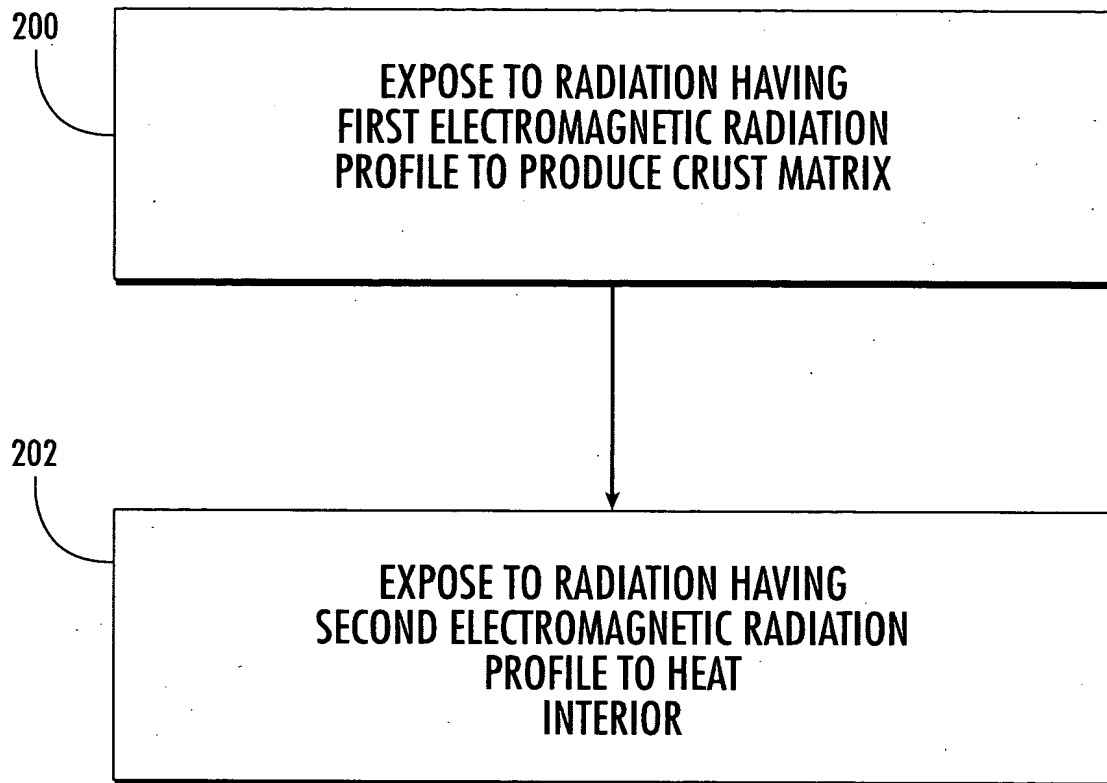 200
EXPOSE TO RADIATION HAVING
FIRST ELECTROMAGNETIC RADIATION
PROFILE TO PRODUCE CRUST MATRIX
202
EXPOSE TO RADIATION HAVING
SECOND ELECTROMAGNETIC RADIATION
PROFILE TO HEAT
INTERIOR